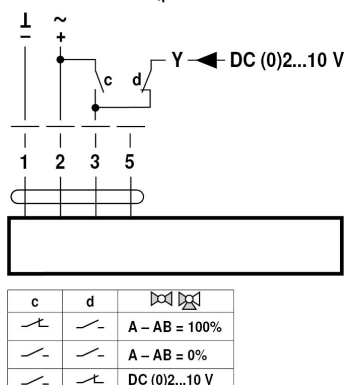 ⊥ ~
– +
c d Y DC (0)2...10 V
1 2 3 5
c d
A – AB = 100%
A – AB = 0%
DC (0)2...10 V